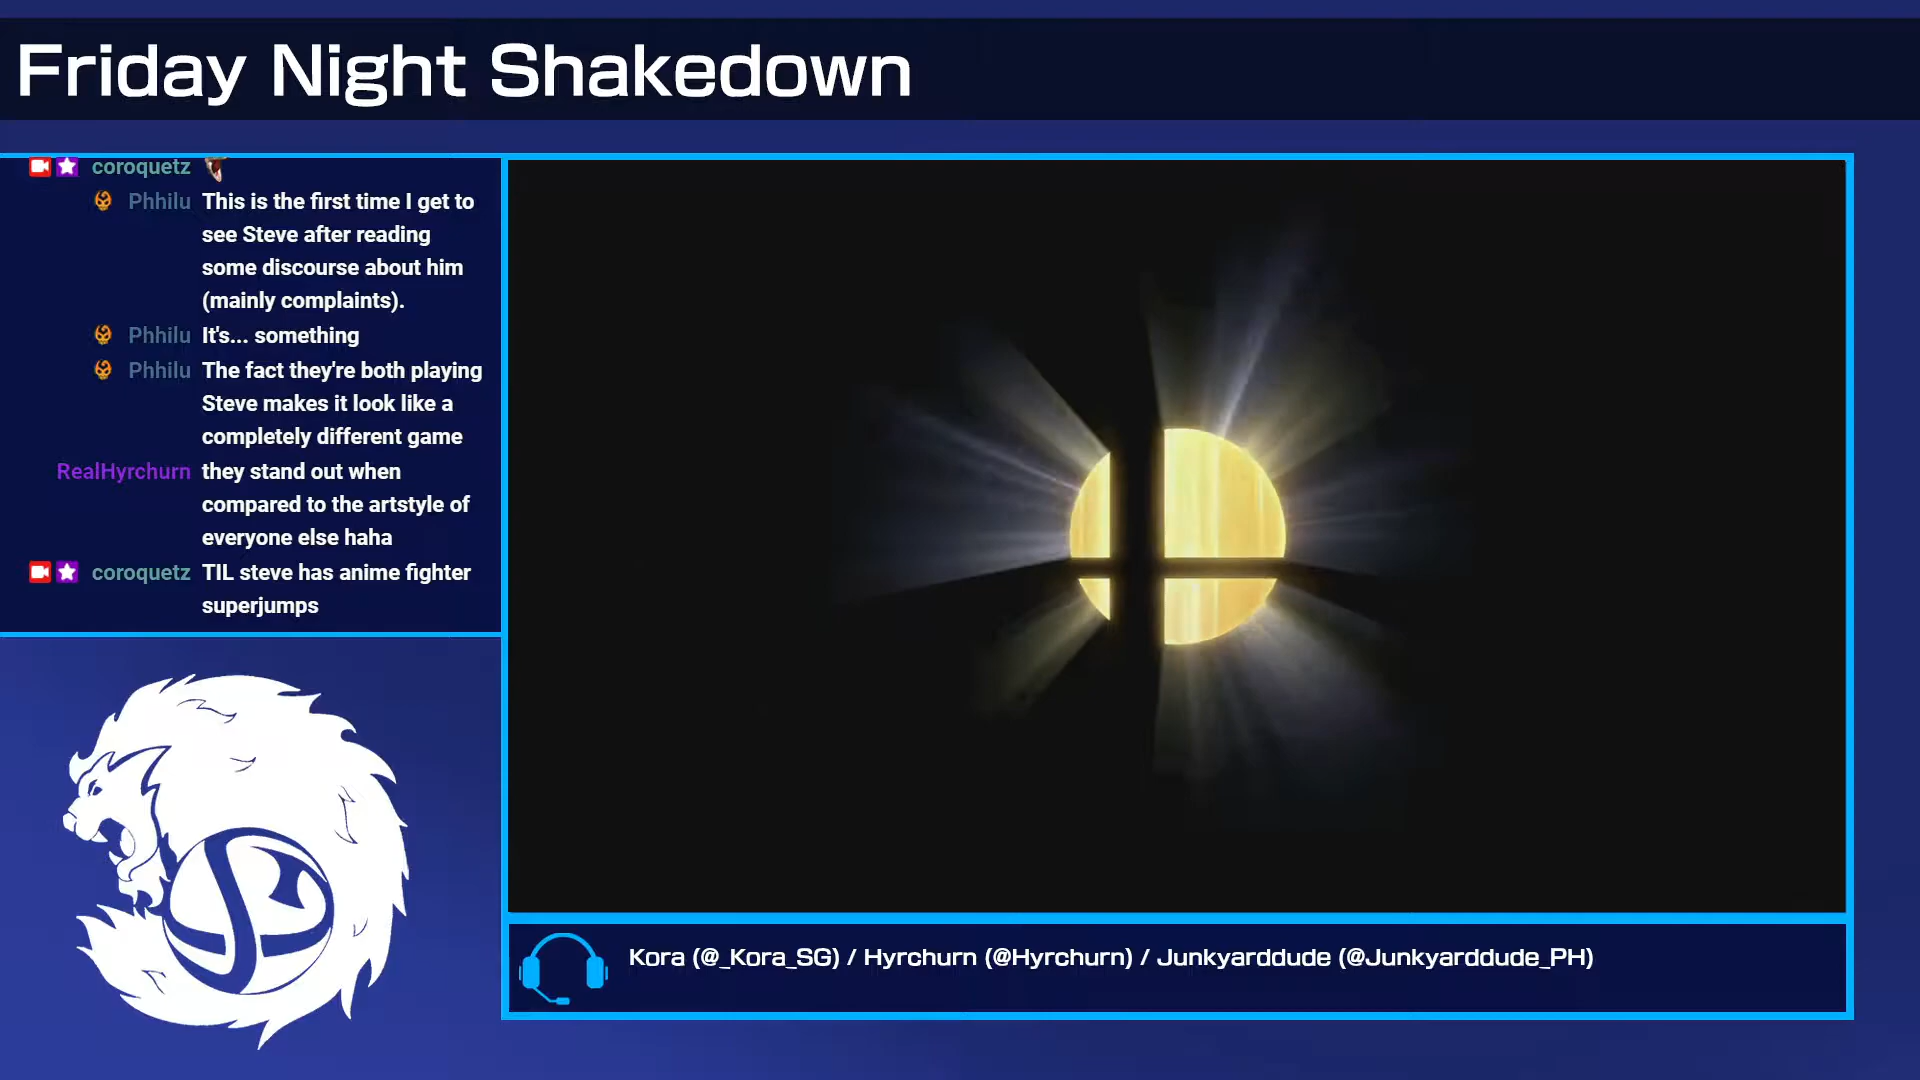 Friday Night Shakedown
coroquetz
Phhilu This is the first time I get to
see Steve after reading
some discourse about him
(mainly complaints).
Phhilu It's... something
Phhilu The fact they're both playing
Steve makes it look like a
completely different game
RealHyrchurn they stand out when
compared to the artstyle of
everyone else haha
coroquetz TIL steve has anime fighter
superjumps
Kora (@_Kora_SG) / Hyrchurn (@Hyrchurn) / Junkyarddude (@Junkyarddude_PH)